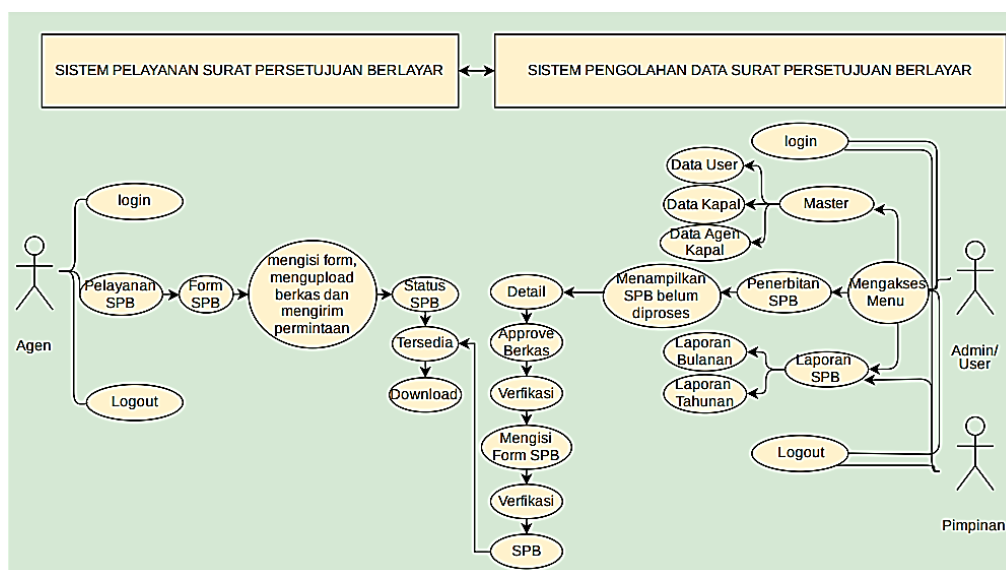 SISTEM PELAYANAN SURAT PERSETUJUAN BERLAYAR
SISTEM PENGOLAHAN DATA SURAT PERSETUJUAN BERLAYAR
login
Agen
Pelayanan
SPB
Form
SPB
mengisi form,
mengupload
berkas dan
mengirim
permintaan
Status
SPB
Tersedia
Download
Logout
login
Data User
Data Kapal
Data Agen
Kapal
Master
Mengakses
Menu
Penerbitan
SPB
Menampilkan
SPB belum
diproses
Detail
Approve
Berkas
Verfikasi
Mengisi
Form SPB
Verfikasi
SPB
Laporan
Bulanan
Laporan
Tahunan
Laporan
SPB
Logout
Admin/
User
Pimpinan